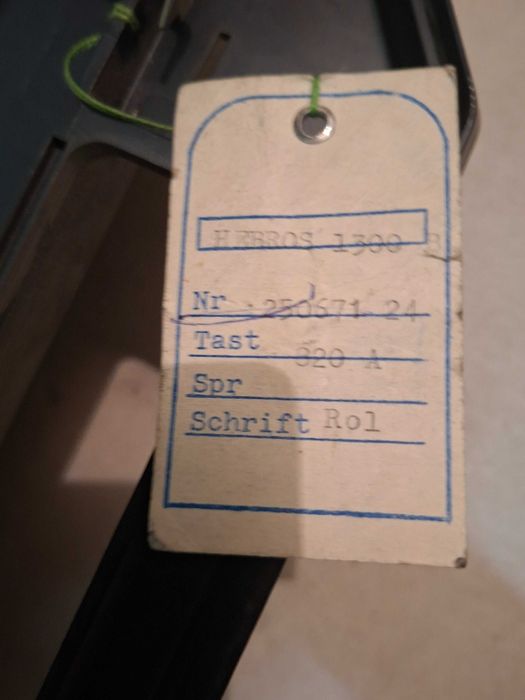 HEBROS 1300
Nr 250671 24
Tast 320 A
Spr
Schrift Rol